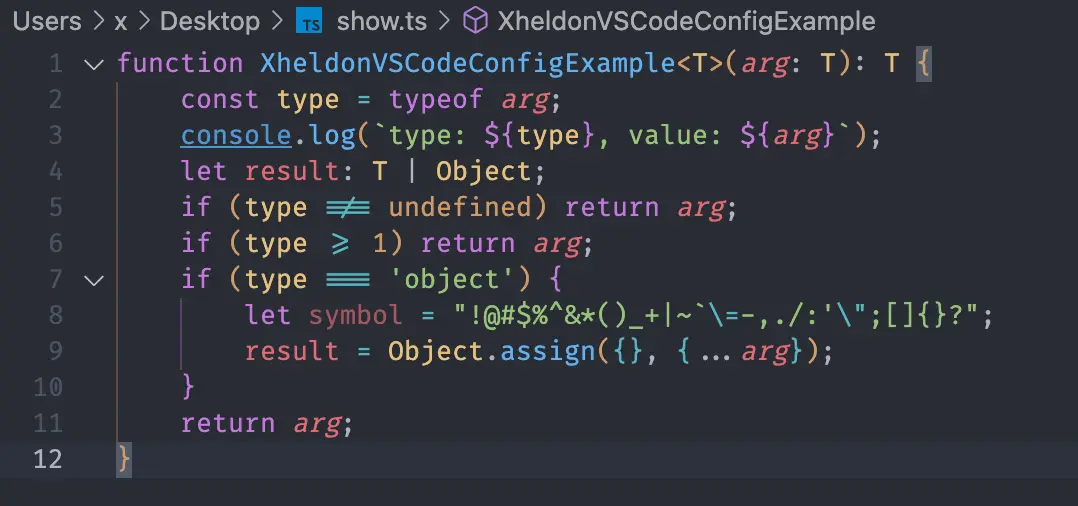 Users > x > Desktop > TS show.ts > XheldonVSCodeConfigExample
1 function XheldonVSCodeConfigExample<T>(arg: T): T {
2 const type = typeof arg;
3 console.log(`type: ${type}, value: ${arg}`);
4 let result: T | Object;
5 if (type !== undefined) return arg;
6 if (type >= 1) return arg;
7 if (type === 'object') {
8 let symbol = "!@#$%^&*()_+|~`\=-,./:'\";[]{}?";
9 result = Object.assign({}, {...arg});
10 }
11 return arg;
12 }